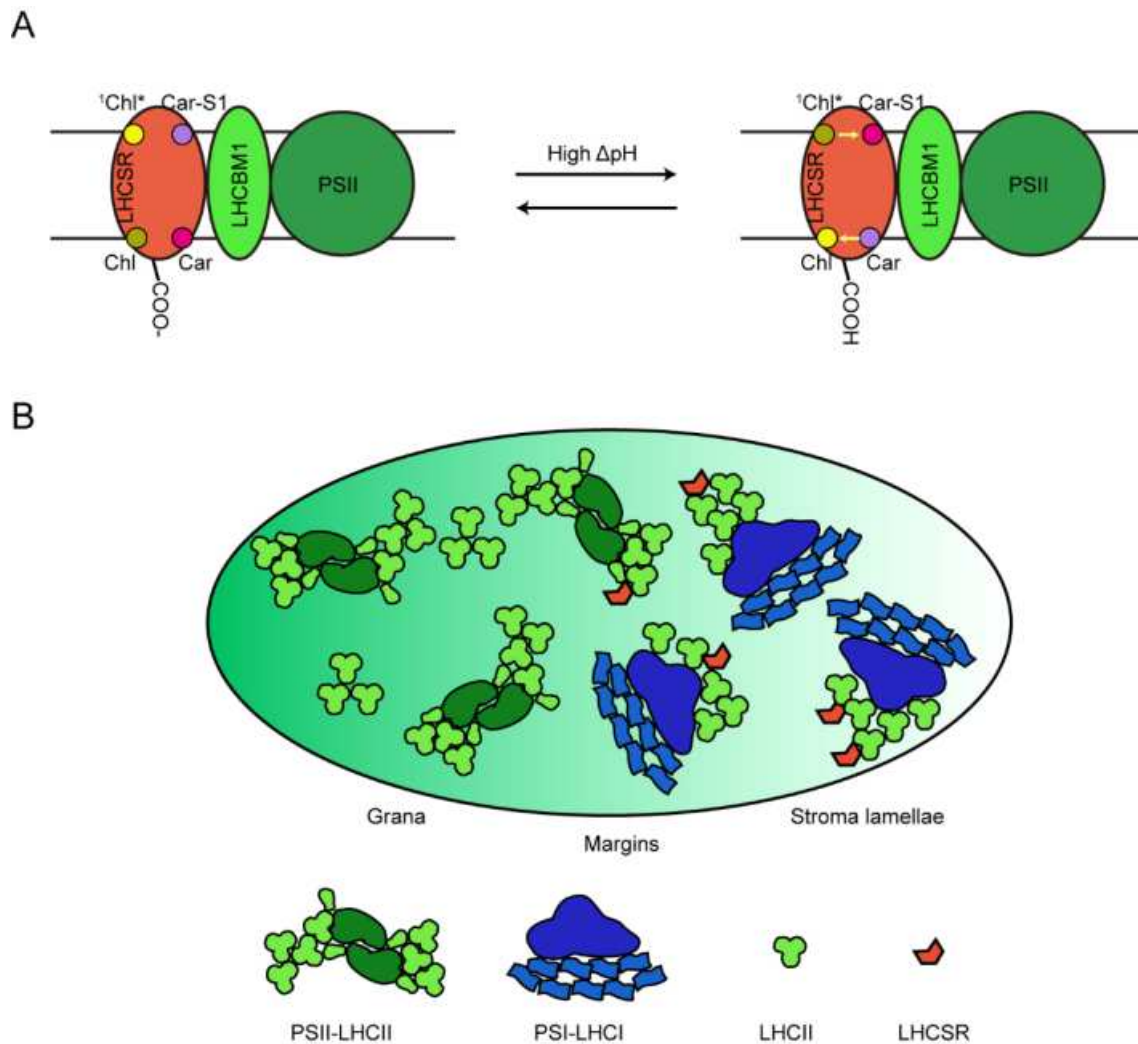 A
¹Chl* Car-S1
LHCSR
LHCBM1
PSII
Chl Car
COO-
High ΔpH
¹Chl* Car-S1
LHCSR
LHCBM1
PSII
Chl Car
COOH
B
Grana
Margins
Stroma lamellae
PSII-LHCII
PSI-LHCI
LHCII
LHCSR